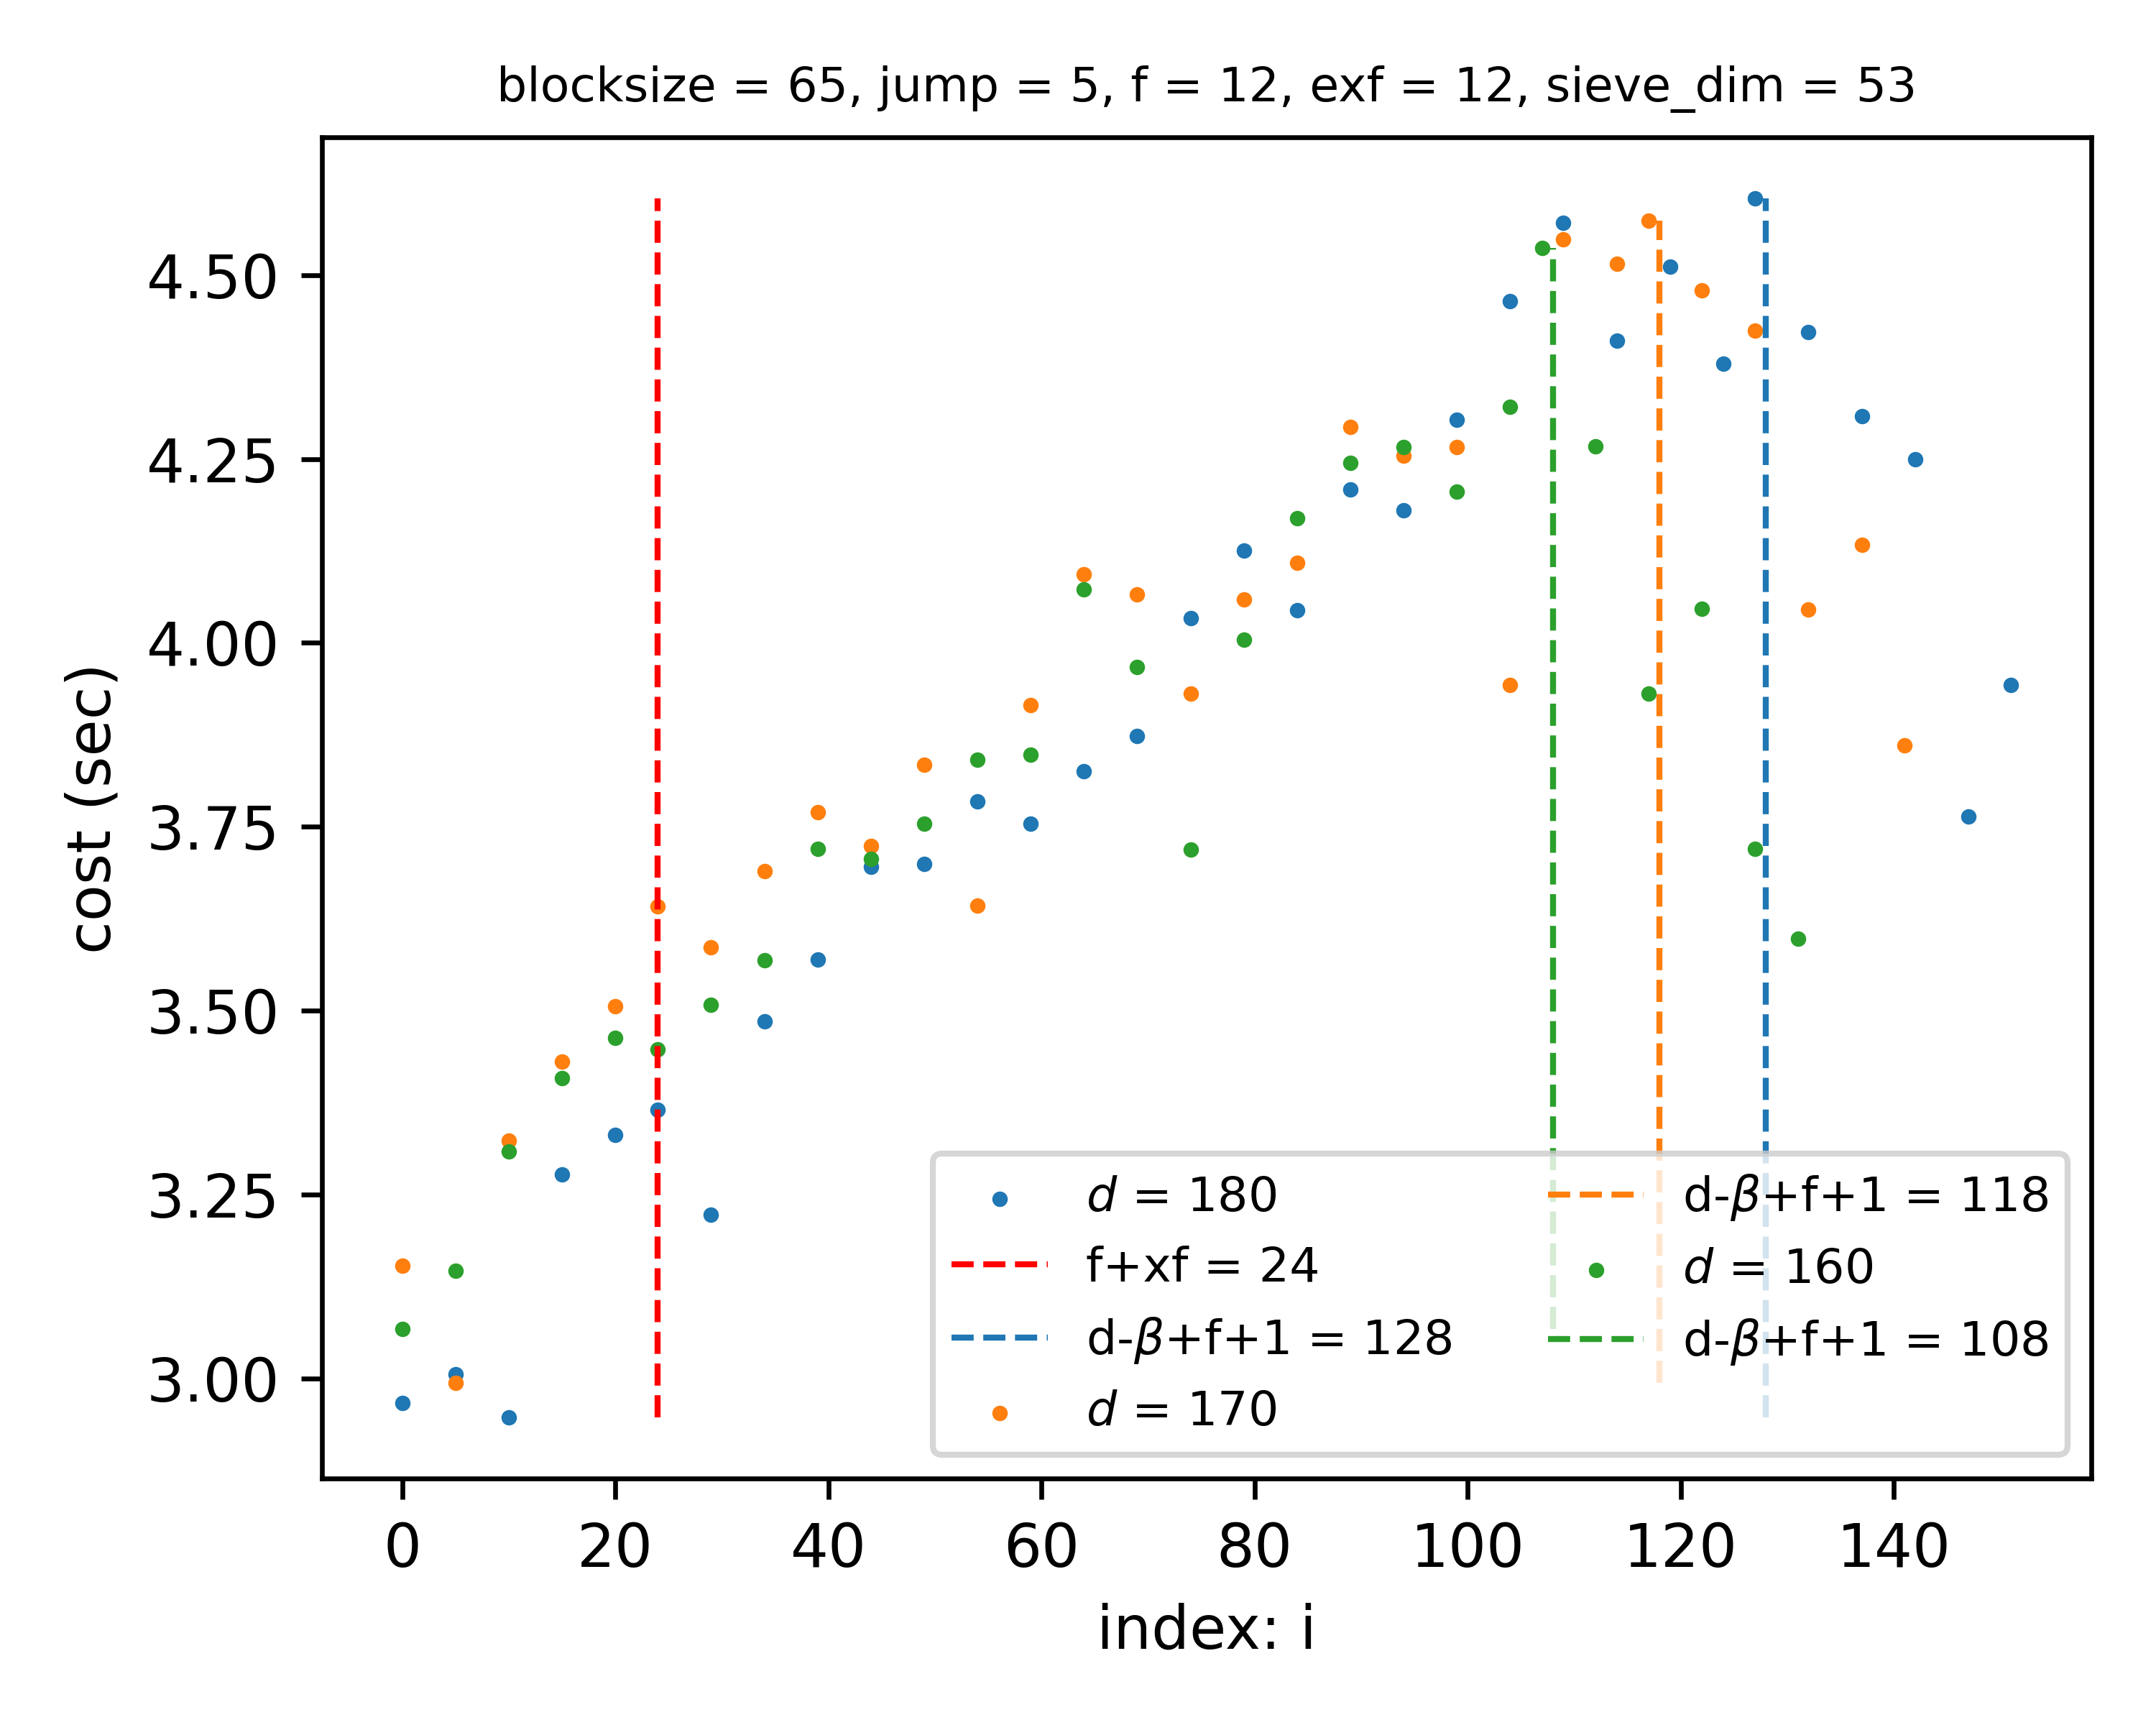 blocksize = 65, jump = 5, f = 12, exf = 12, sieve_dim = 53
cost (sec)
4.50
4.25
4.00
3.75
3.50
3.25
3.00
d = 180
f+xf = 24
d-β+f+1 = 128
d = 170
d-β+f+1 = 118
d = 160
d-β+f+1 = 108
0 20 40 60 80 100 120 140
index: i